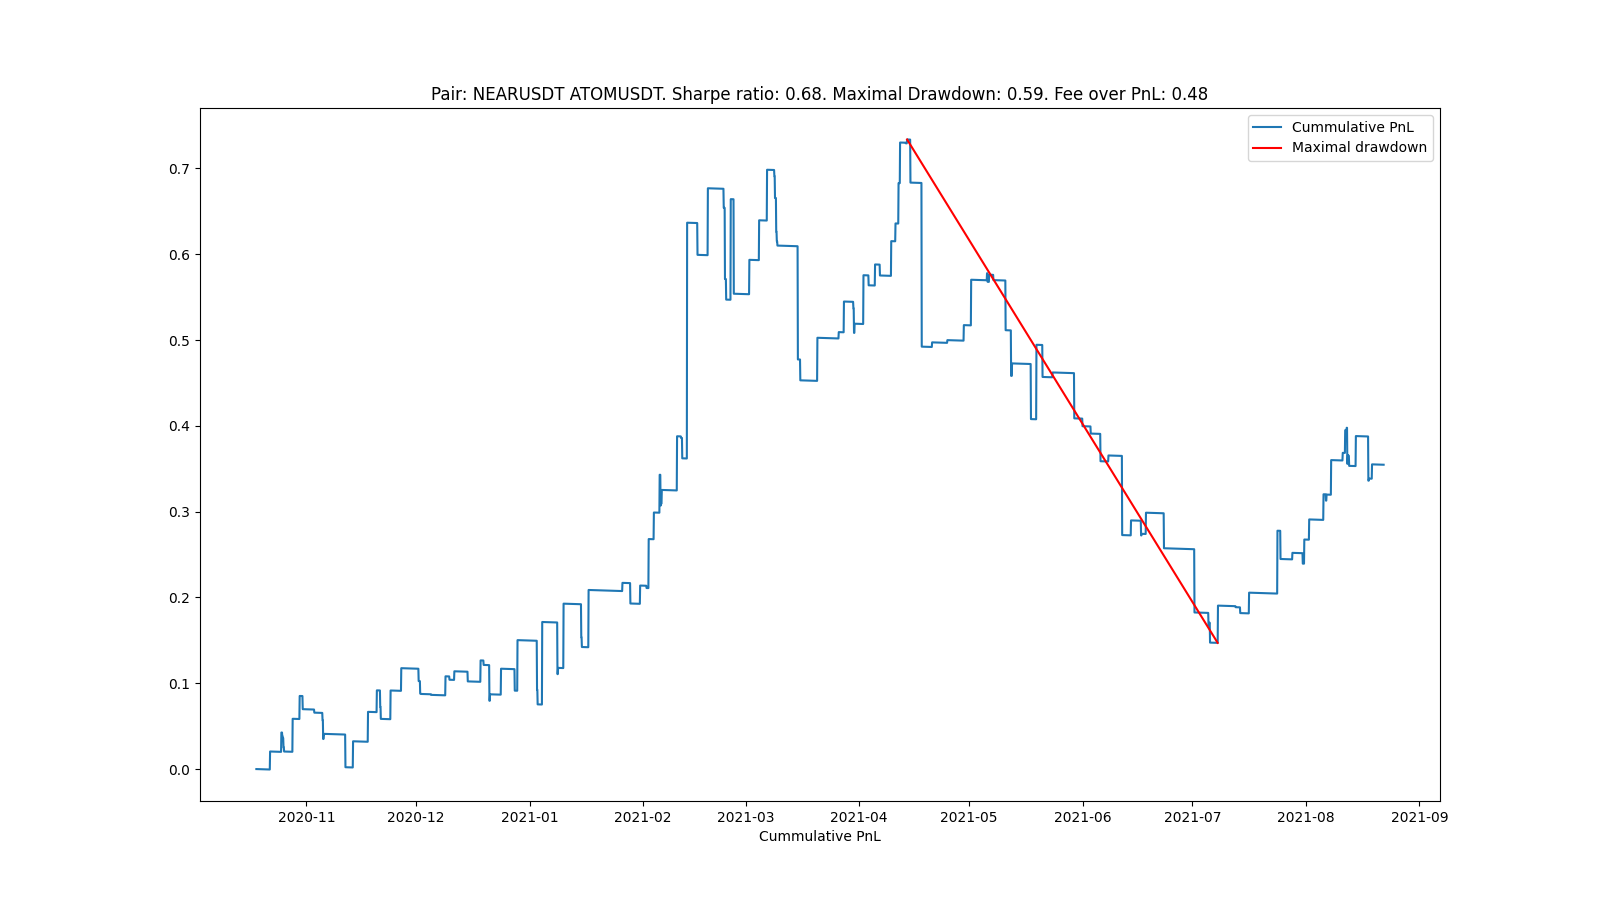 Pair: NEARUSDT ATOMUSDT. Sharpe ratio: 0.68. Maximal Drawdown: 0.59. Fee over PnL: 0.48
Cummulative PnL
Maximal drawdown
0.7
0.6
0.5
0.4
0.3
0.2
0.1
0.0
2020-11 2020-12 2021-01 2021-02 2021-03 2021-04 2021-05 2021-06 2021-07 2021-08 2021-09
Cummulative PnL